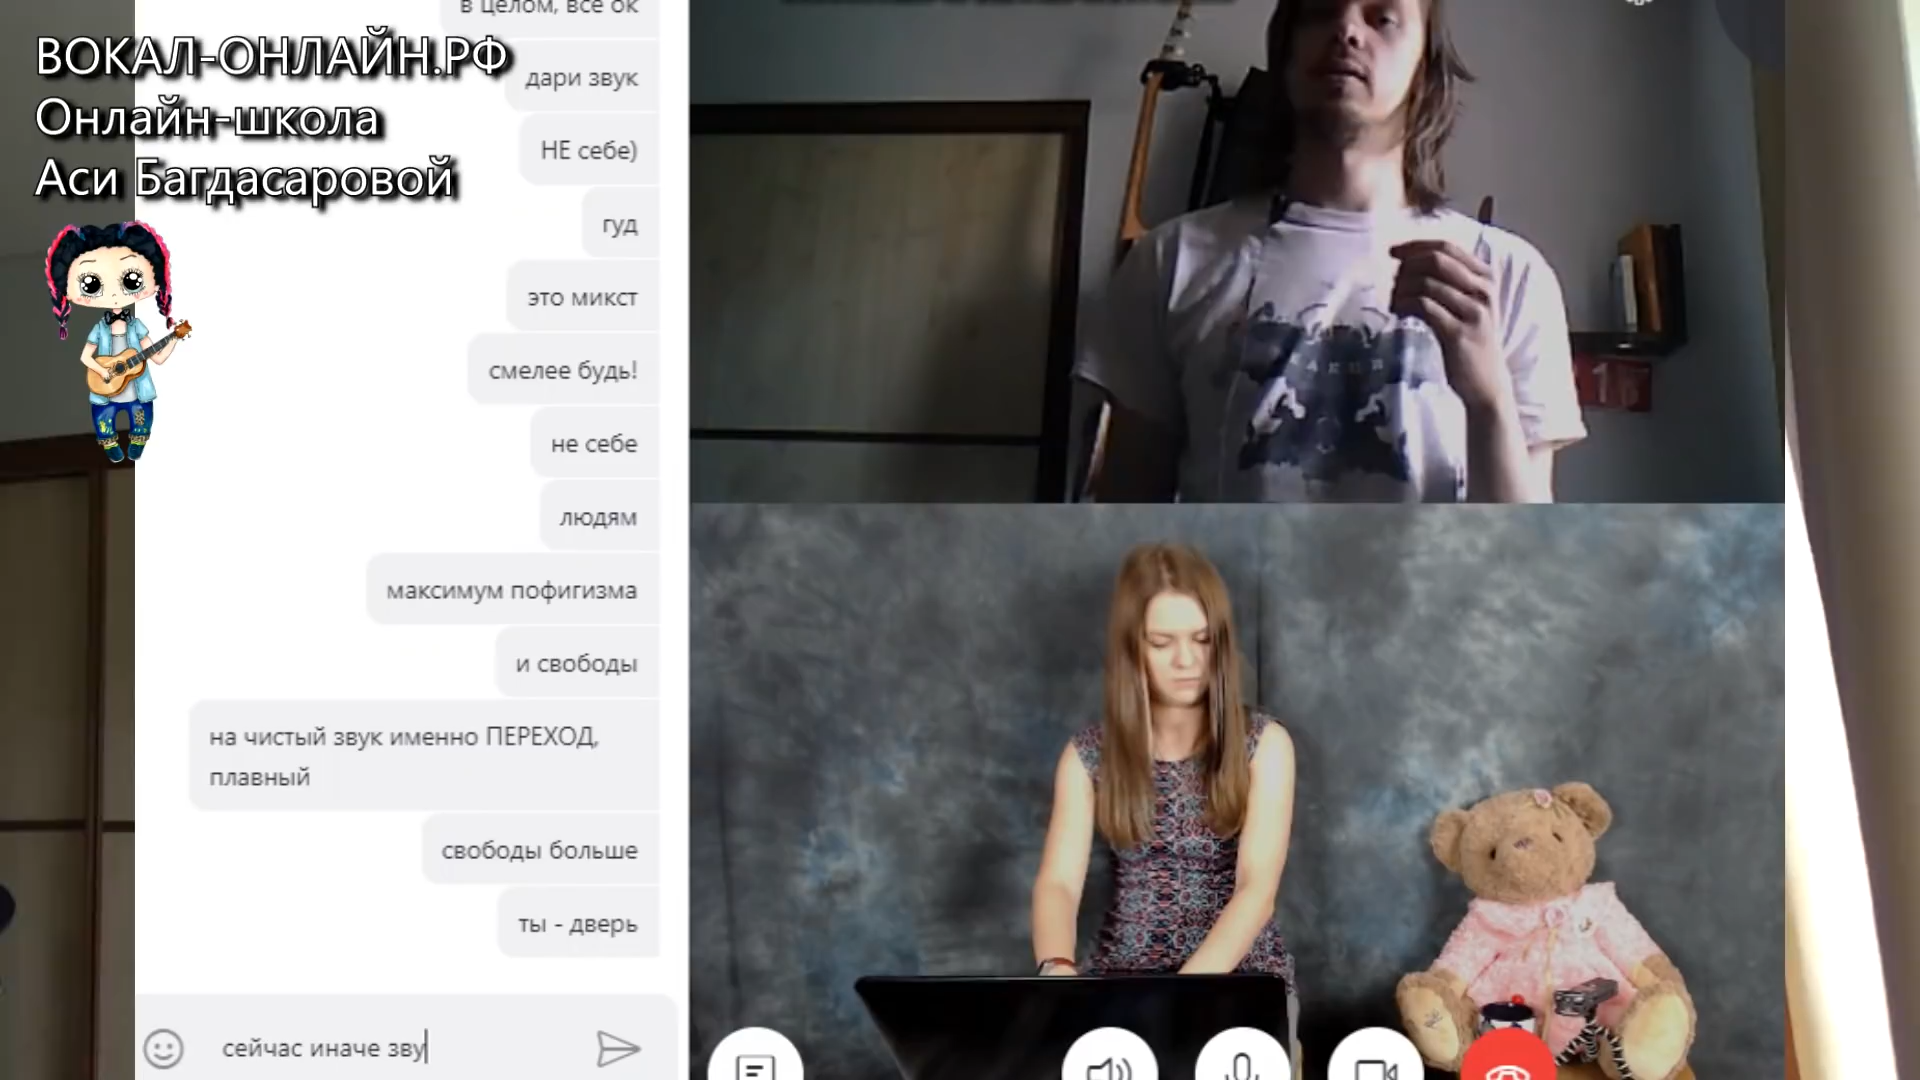 ВОКАЛ-ОНЛАЙН.РФ
Онлайн-школа
Аси Багдасаровой
в целом, все ок
дари звук
НЕ себе)
гуд
это микст
смелее будь!
не себе
людям
максимум пофигизма
и свободы
на чистый звук именно ПЕРЕХОД,
плавный
свободы больше
ты - дверь
сейчас иначе зву